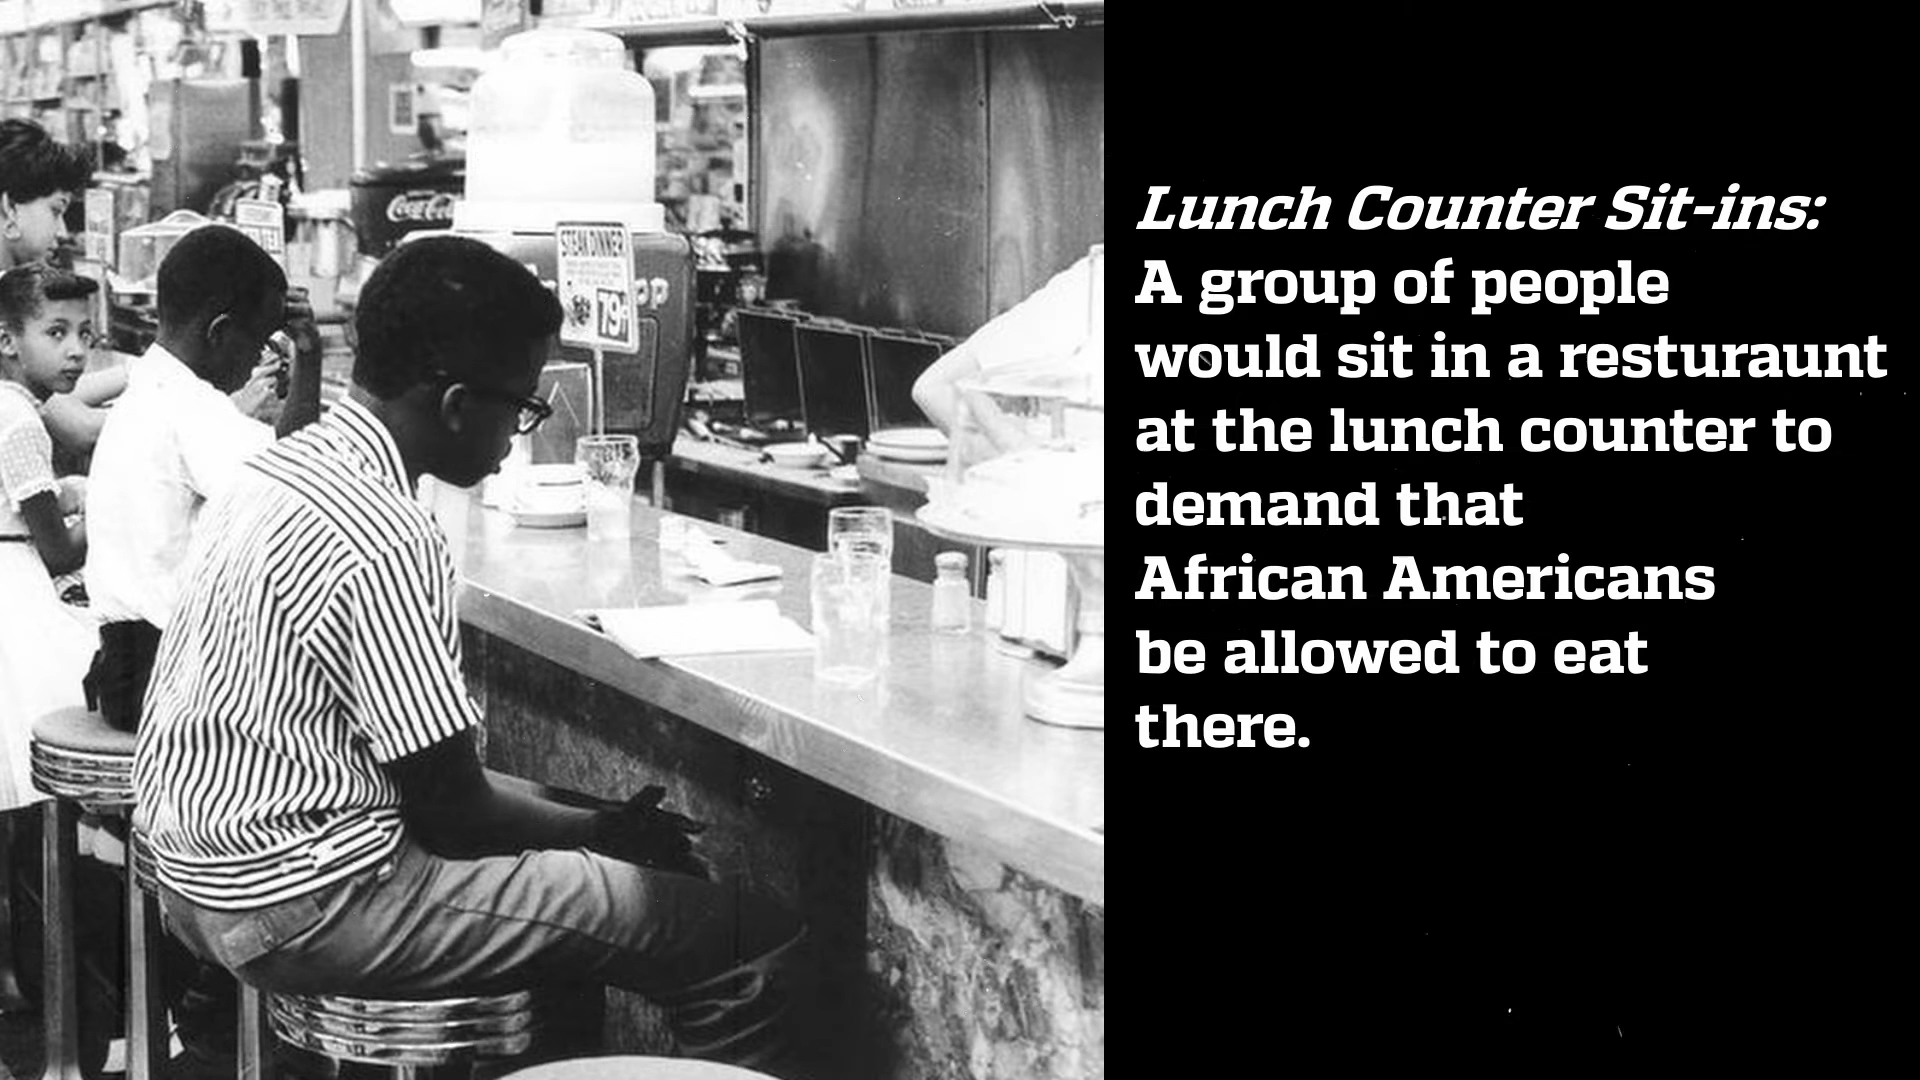 Coca-Cola
STEAK DINNER
79¢
Lunch Counter Sit-ins:
A group of people
would sit in a resturaunt
at the lunch counter to
demand that
African Americans
be allowed to eat
there.